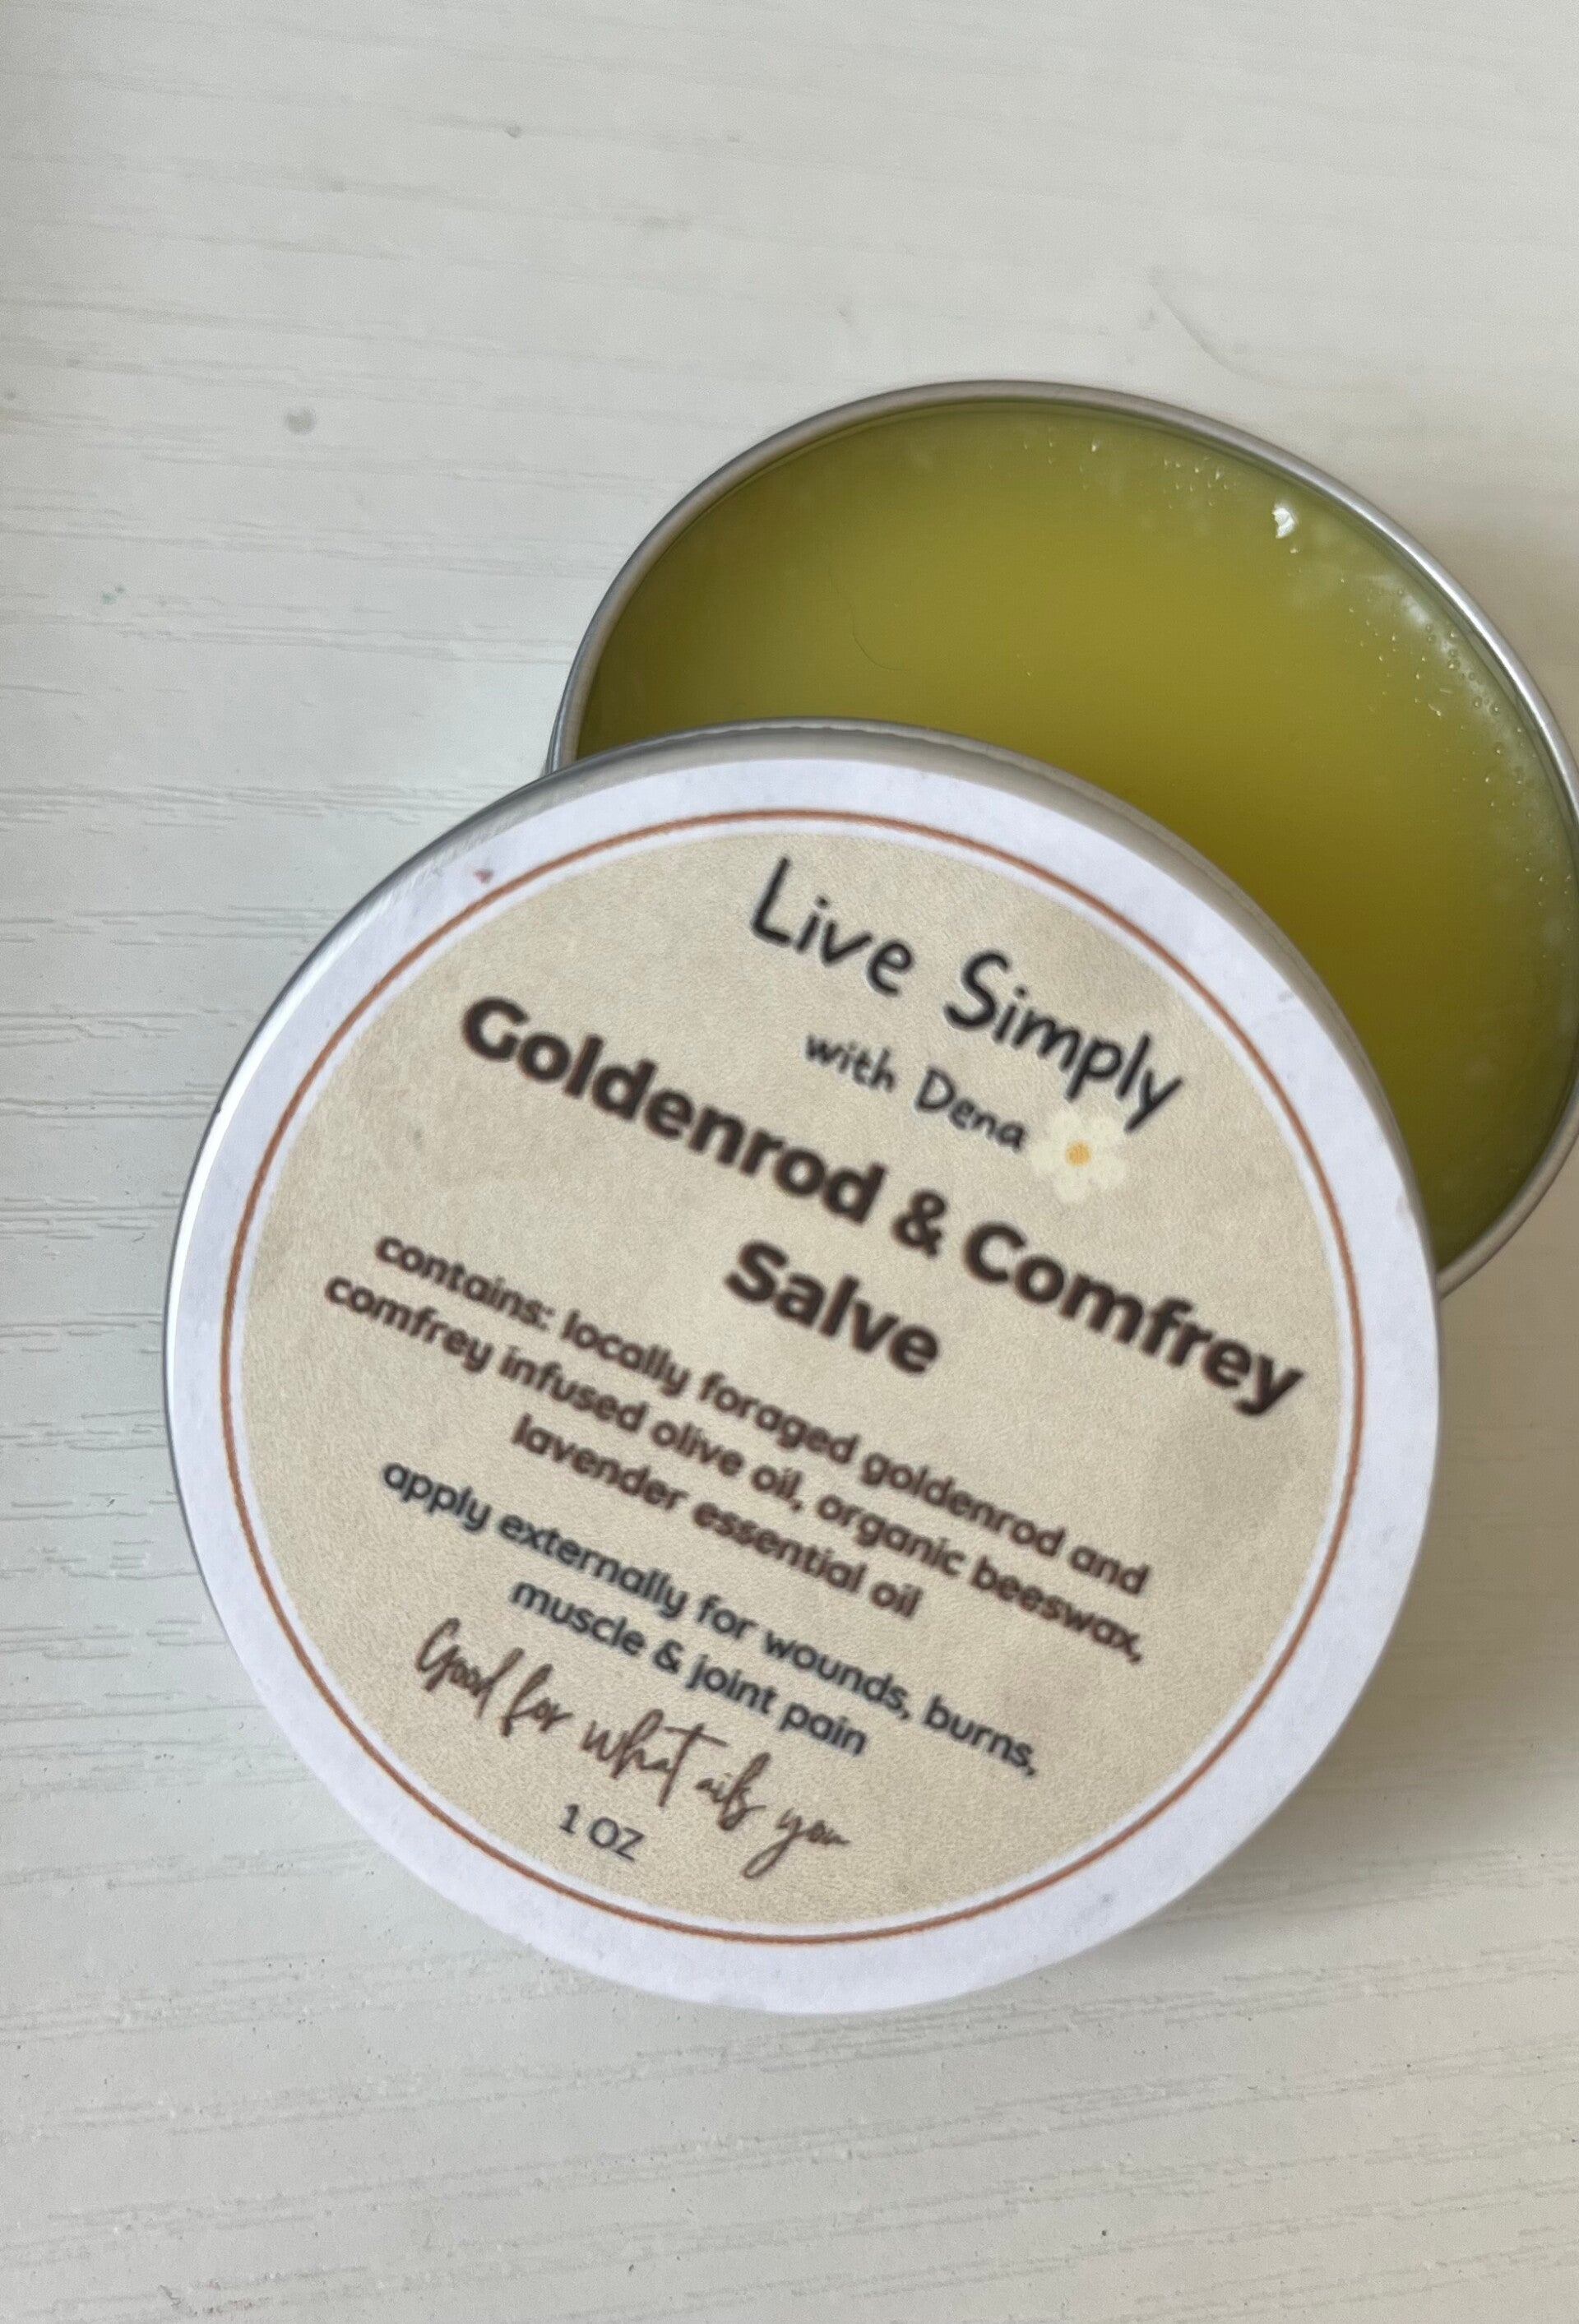 Live Simply
with Dena
Goldenrod & Comfrey
Salve
contains: locally foraged goldenrod and
comfrey infused olive oil, organic beeswax,
lavender essential oil
apply externally for wounds, burns,
muscle & joint pain
Good for what ails you
1 OZ